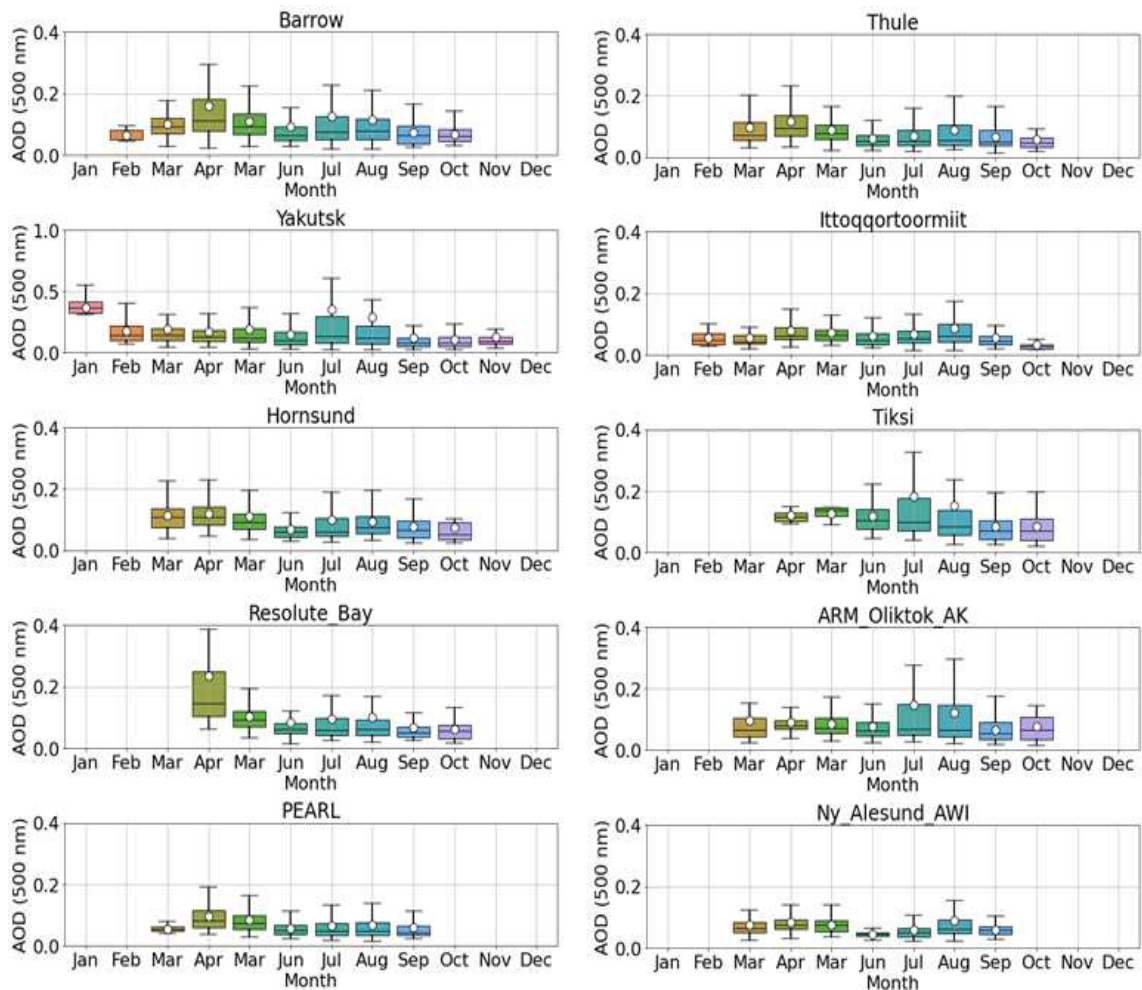 Barrow
0.4
0.2
0.0
AOD (500 nm)
Jan Feb Mar Apr Mar Jun Jul Aug Sep Oct Nov Dec
Month
Thule
0.4
0.2
0.0
AOD (500 nm)
Jan Feb Mar Apr Mar Jun Jul Aug Sep Oct Nov Dec
Month
Yakutsk
1.0
0.5
0.0
AOD (500 nm)
Jan Feb Mar Apr Mar Jun Jul Aug Sep Oct Nov Dec
Month
Ittoqqortoormiit
0.4
0.2
0.0
AOD (500 nm)
Jan Feb Mar Apr Mar Jun Jul Aug Sep Oct Nov Dec
Month
Hornsund
0.4
0.2
0.0
AOD (500 nm)
Jan Feb Mar Apr Mar Jun Jul Aug Sep Oct Nov Dec
Month
Tiksi
0.4
0.2
0.0
AOD (500 nm)
Jan Feb Mar Apr Mar Jun Jul Aug Sep Oct Nov Dec
Month
Resolute_Bay
0.4
0.2
0.0
AOD (500 nm)
Jan Feb Mar Apr Mar Jun Jul Aug Sep Oct Nov Dec
Month
ARM_Oliktok_AK
0.4
0.2
0.0
AOD (500 nm)
Jan Feb Mar Apr Mar Jun Jul Aug Sep Oct Nov Dec
Month
PEARL
0.4
0.2
0.0
AOD (500 nm)
Jan Feb Mar Apr Mar Jun Jul Aug Sep Oct Nov Dec
Month
Ny_Alesund_AWI
0.4
0.2
0.0
AOD (500 nm)
Jan Feb Mar Apr Mar Jun Jul Aug Sep Oct Nov Dec
Month